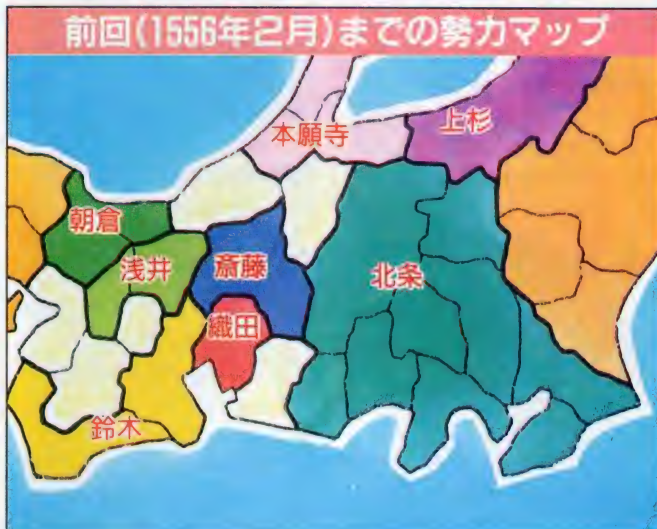 前回(1556年2月)までの勢力マップ
本願寺
上杉
朝倉
浅井
斎藤
織田
北条
鈴木